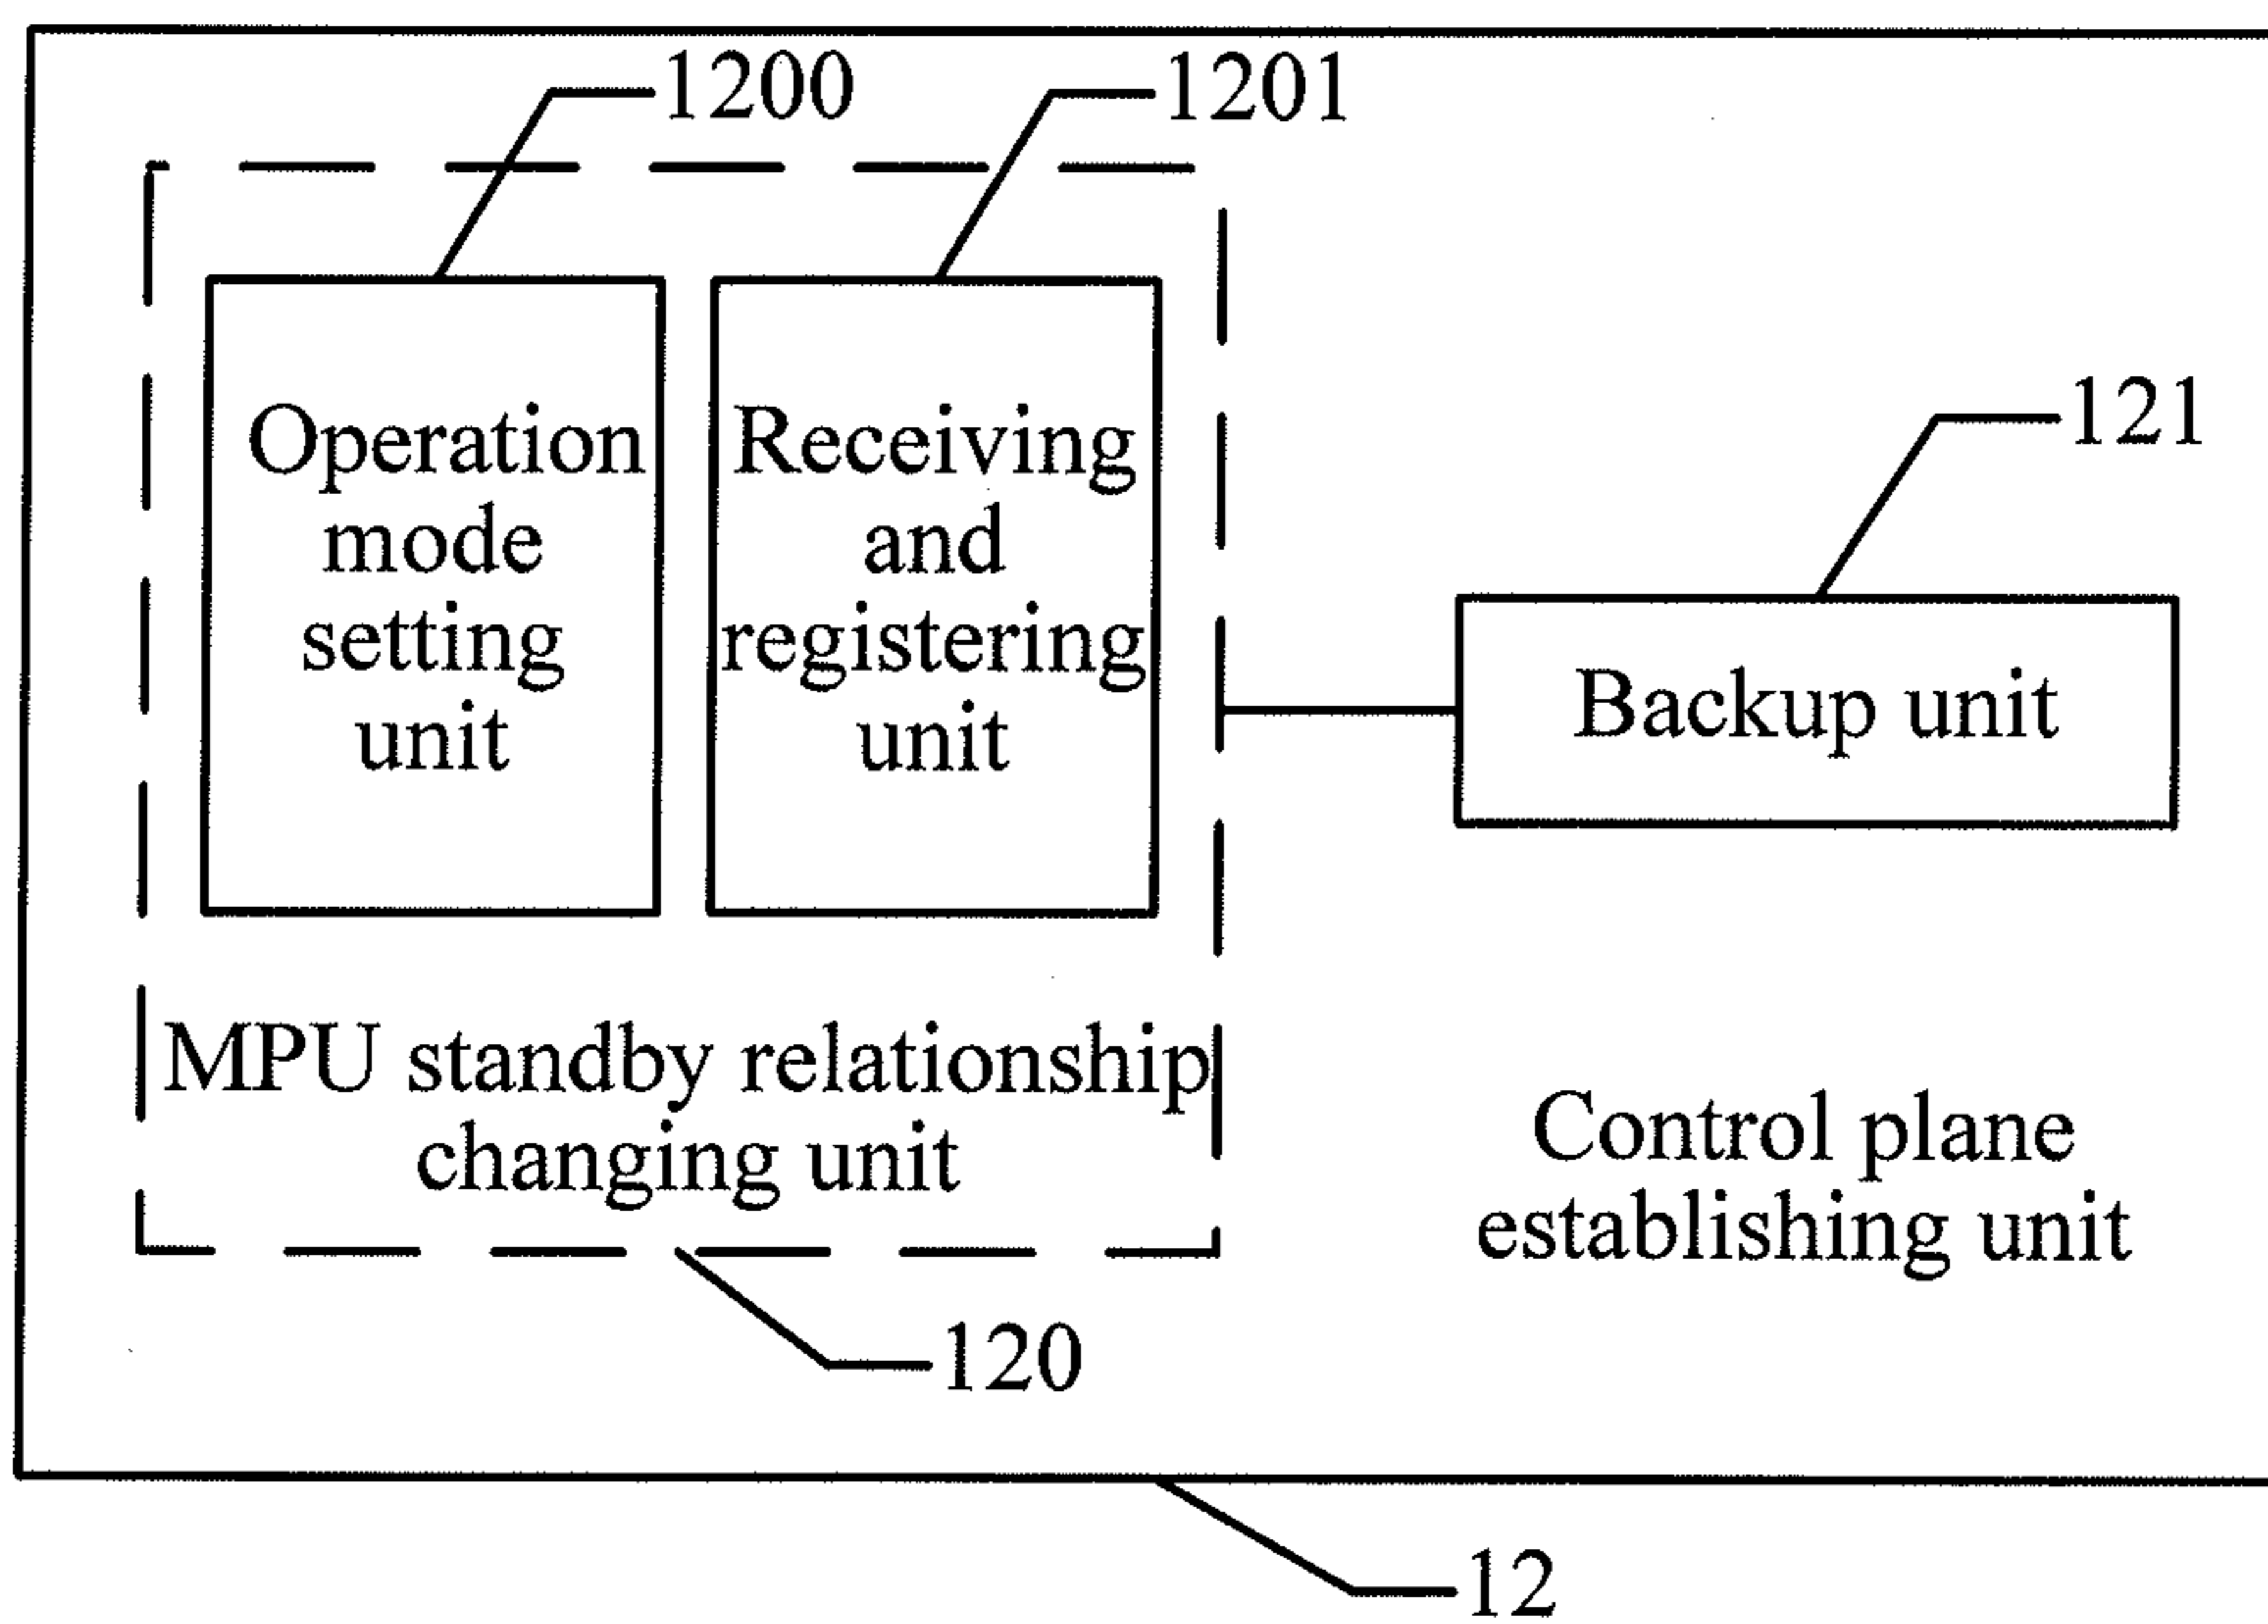 1200
1201
Operation
mode
setting
unit
Receiving
and
registering
unit
121
Backup unit
MPU standby relationship
changing unit
Control plane
establishing unit
120
12